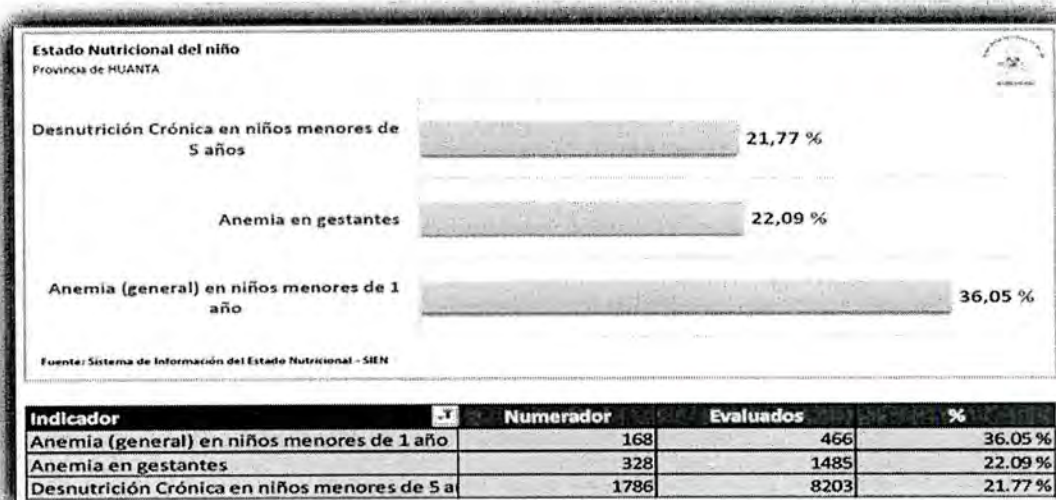 Estado Nutricional del niño
Provincia de HUANTA
Desnutrición Crónica en niños menores de
5 años
21,77 %
Anemia en gestantes
22,09 %
Anemia (general) en niños menores de 1
año
36,05 %
Fuente: Sistema de Información del Estado Nutricional - SIEN
Indicador Numerador Evaluados %
Anemia (general) en niños menores de 1 año 168 466 36.05 %
Anemia en gestantes 328 1485 22.09 %
Desnutrición Crónica en niños menores de 5 a 1786 8203 21.77 %